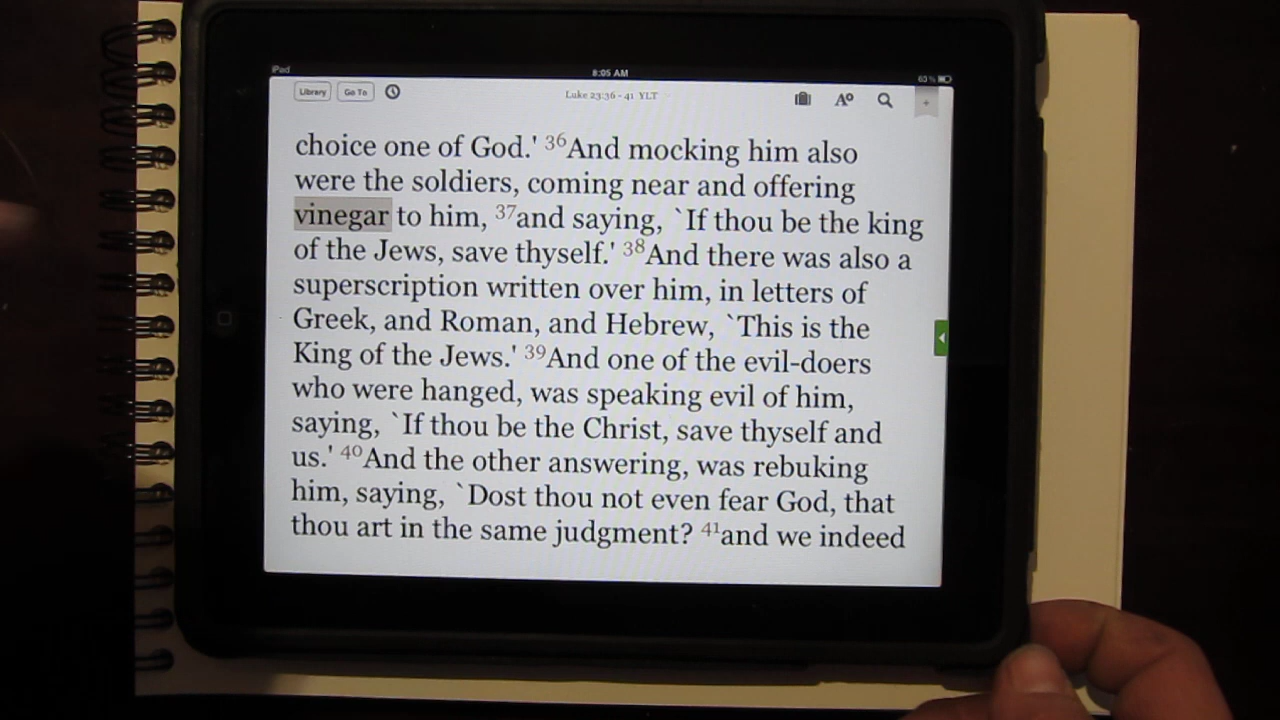 iPad 8:05 AM 63%
Library Go To Luke 23:36-41 YLT Aº +
choice one of God.' 36And mocking him also
were the soldiers, coming near and offering
vinegar to him, 37and saying, `If thou be the king
of the Jews, save thyself.' 38And there was also a
superscription written over him, in letters of
Greek, and Roman, and Hebrew, `This is the
King of the Jews.' 39And one of the evil-doers
who were hanged, was speaking evil of him,
saying, `If thou be the Christ, save thyself and
us.' 40And the other answering, was rebuking
him, saying, `Dost thou not even fear God, that
thou art in the same judgment? 41and we indeed